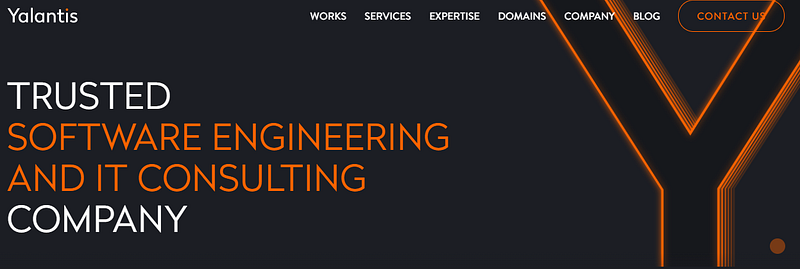 Yalantis
WORKS SERVICES EXPERTISE DOMAINS COMPANY BLOG CONTACT US
TRUSTED
SOFTWARE ENGINEERING
AND IT CONSULTING
COMPANY